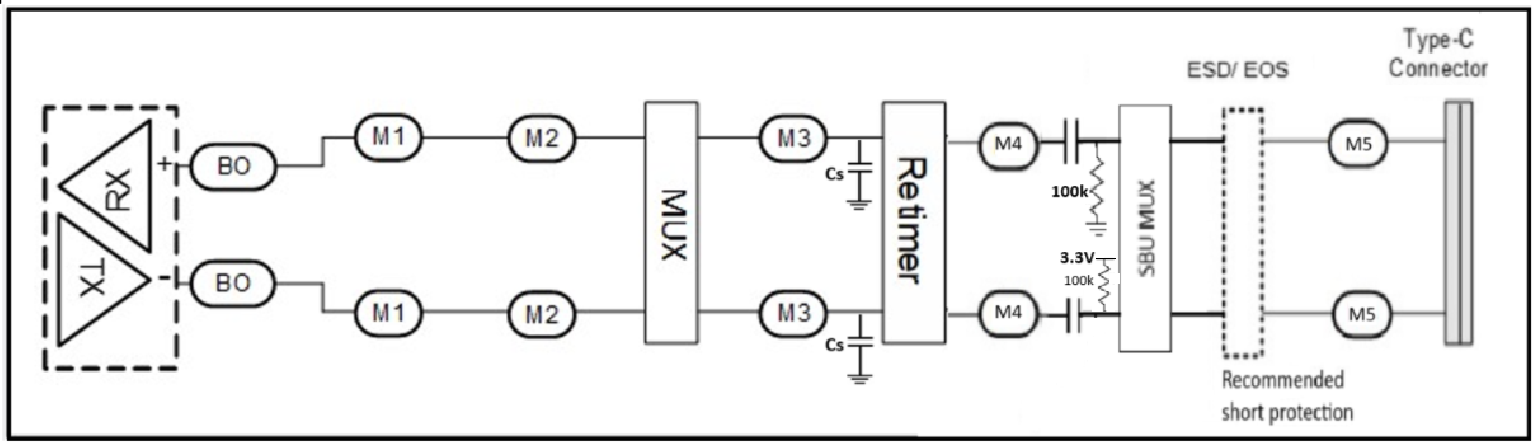 Type-C
Connector
ESD/ EOS
RX
+
BO
M1
M2
MUX
M3
Cs
Retimer
M4
100k
SBU MUX
M5
TX
-
BO
M1
M2
M3
Cs
M4
3.3V
100k
M5
Recommended
short protection